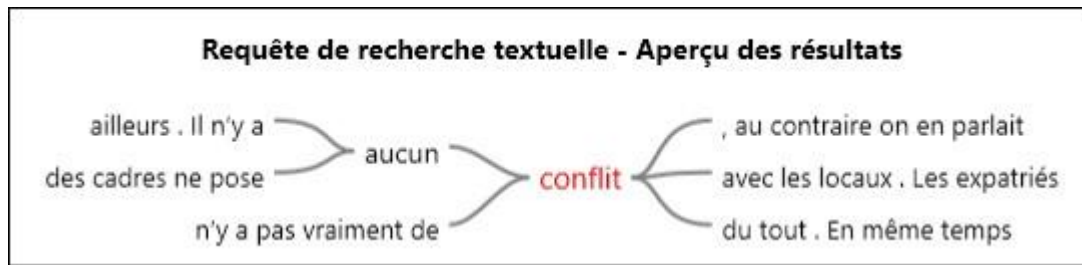 Requête de recherche textuelle - Aperçu des résultats
ailleurs . Il n'y a
des cadres ne pose
aucun
n'y a pas vraiment de
conflit
, au contraire on en parlait
avec les locaux . Les expatriés
du tout . En même temps